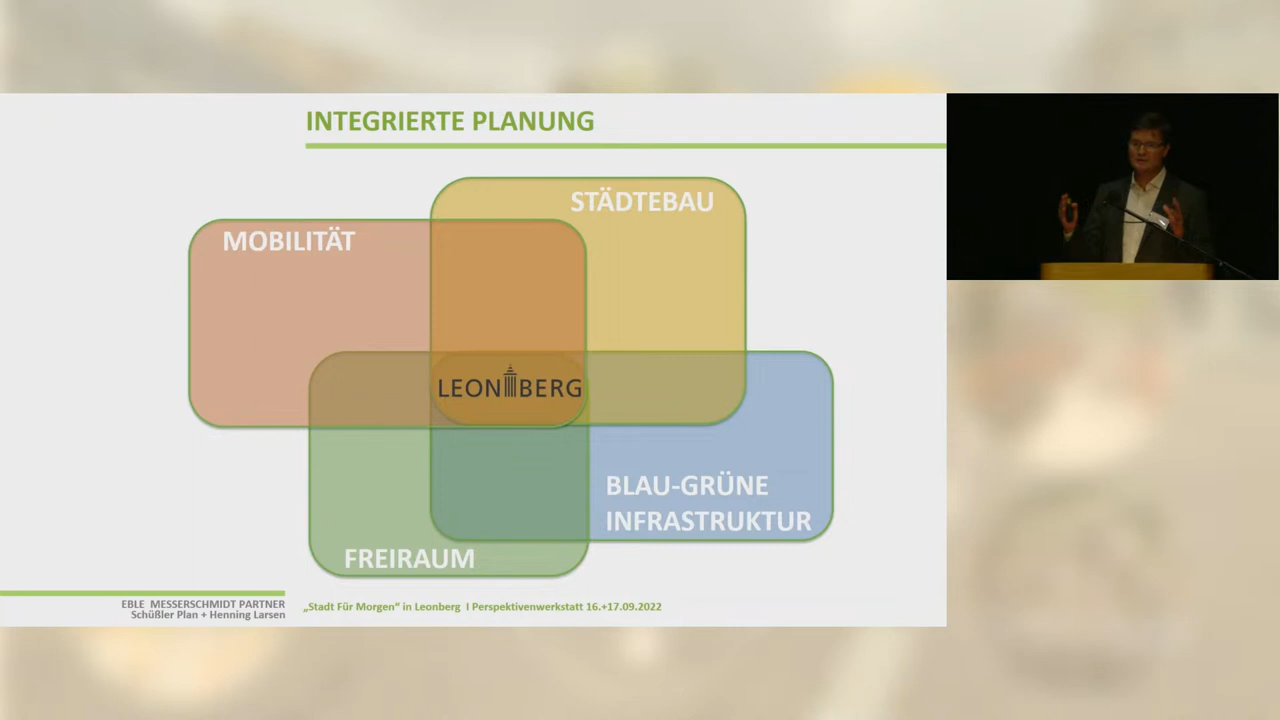 INTEGRIERTE PLANUNG
STÄDTEBAU
MOBILITÄT
LEONBERG
BLAU-GRÜNE
INFRASTRUKTUR
FREIRAUM
EBLE MESSERSCHMIDT PARTNER
Schüßler Plan + Henning Larsen
„Stadt Für Morgen“ in Leonberg I Perspektivenwerkstatt 16.+17.09.2022